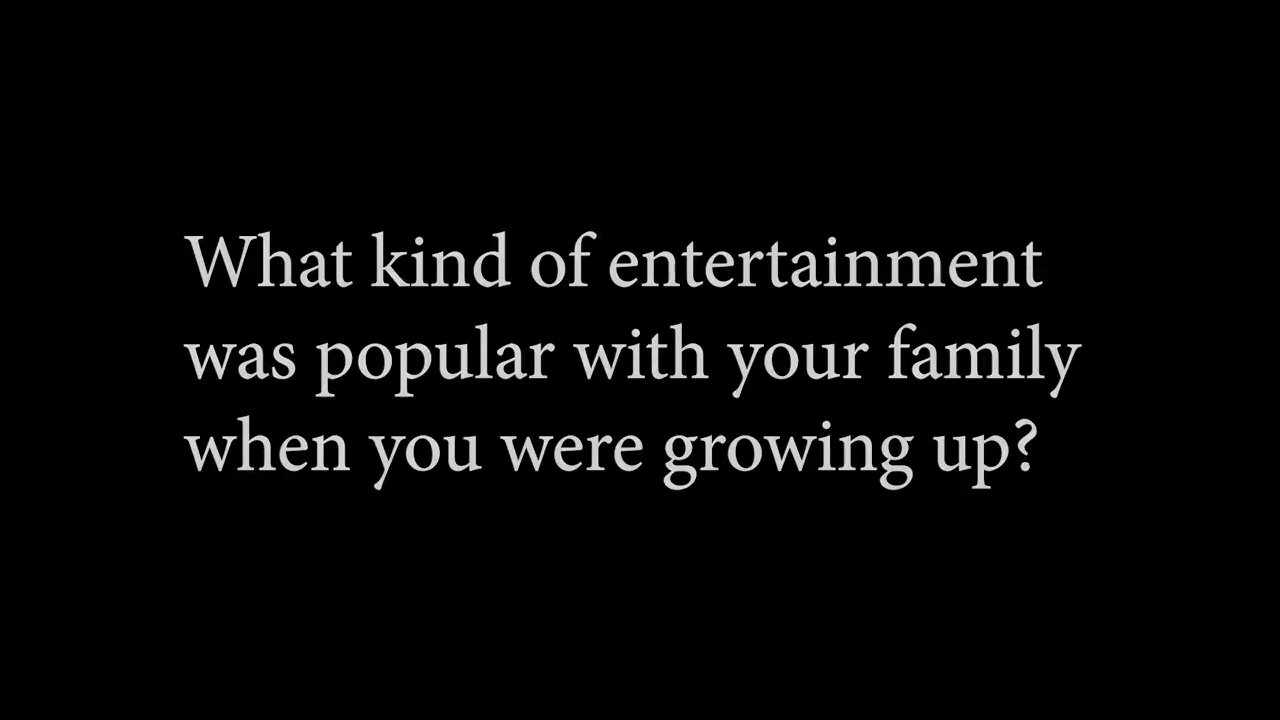 What kind of entertainment
was popular with your family
when you were growing up?